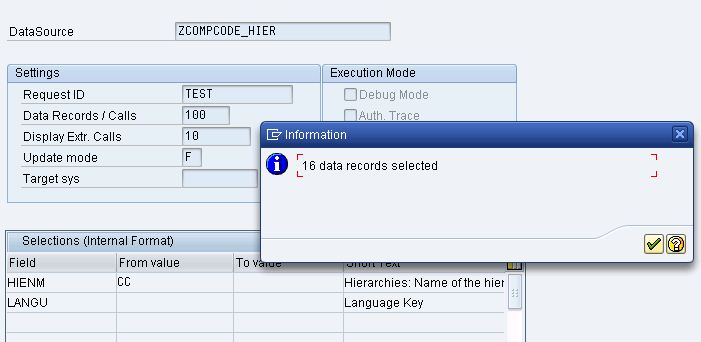 DataSource ZCOMPCODE_HIER
Settings
Request ID TEST
Data Records / Calls 100
Display Extr. Calls 10
Update mode F
Target sys
Execution Mode
Debug Mode
Auth. Trace
Information
16 data records selected
Selections (Internal Format)
Field From value To value Short Text
HIENM CC Hierarchies: Name of the hier
LANGU Language Key